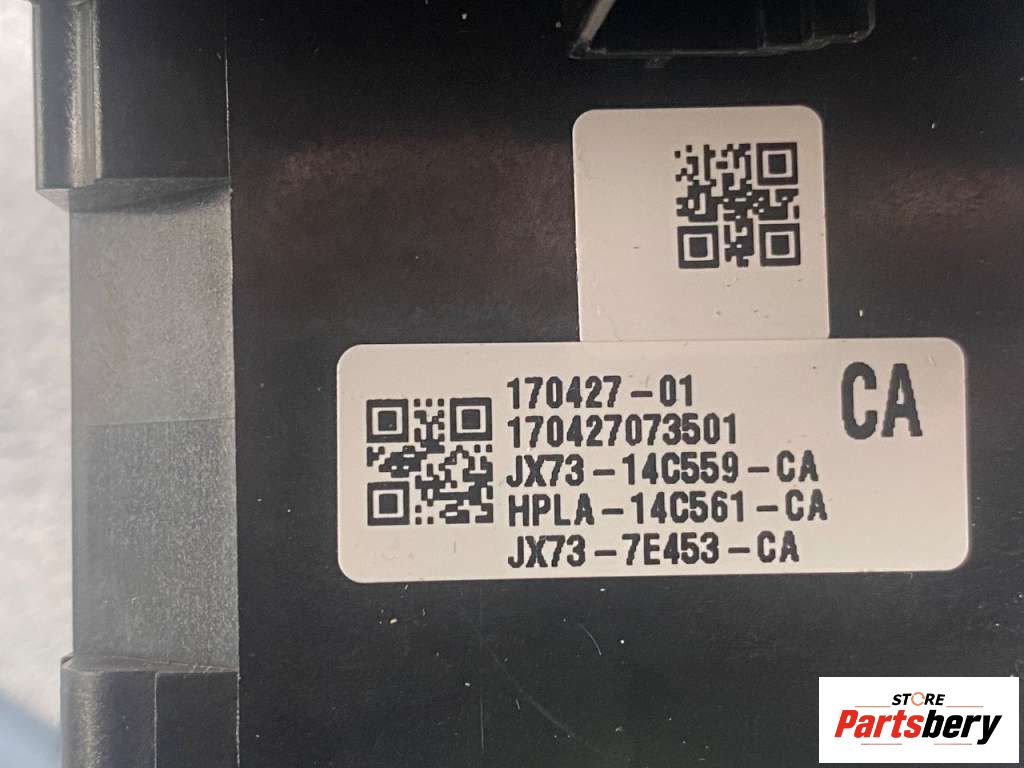 170427-01
CA
170427073501
JX73-14C559-CA
HPLA-14C561-CA
JX73-7E453-CA
STORE
Partsbery